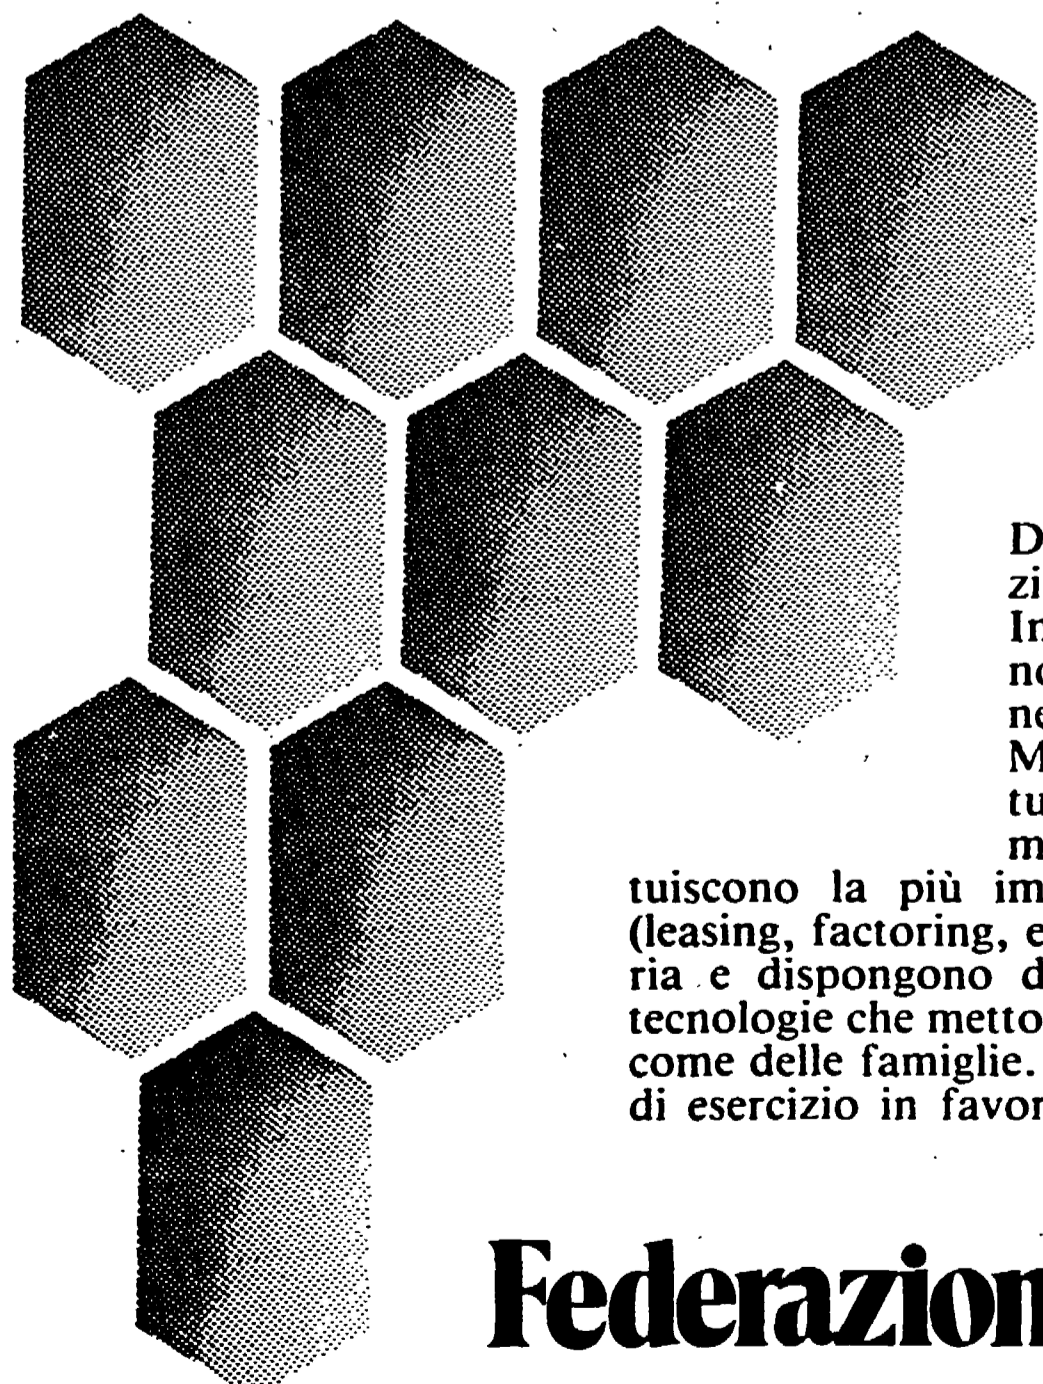 D
zi
In
no
ne
M
tu
m
tuiscono la più im
(leasing, factoring, e
ria e dispongono d
tecnologie che metto
come delle famiglie.
di esercizio in favor
Federazion